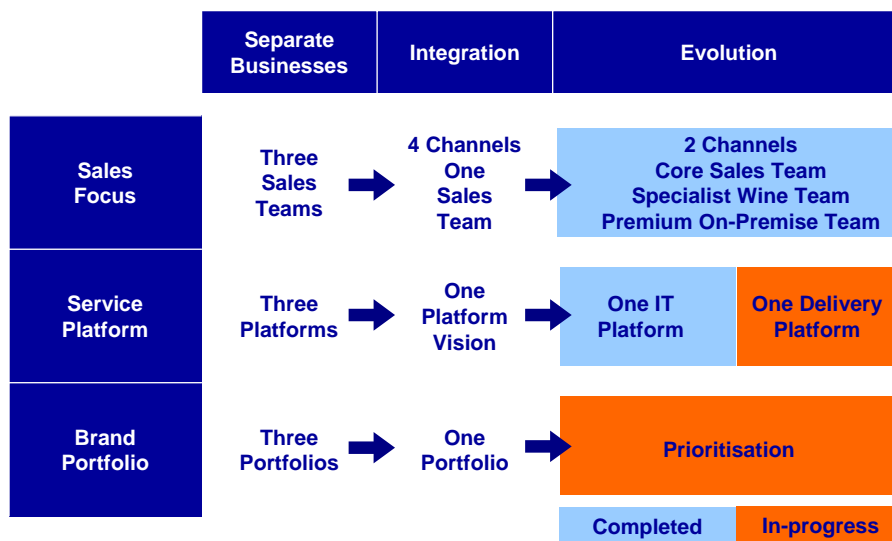 Separate
Businesses
Integration
Evolution
Sales
Focus
Three
Sales
Teams
4 Channels
One
Sales
Team
2 Channels
Core Sales Team
Specialist Wine Team
Premium On-Premise Team
Service
Platform
Three
Platforms
One
Platform
Vision
One IT
Platform
One Delivery
Platform
Brand
Portfolio
Three
Portfolios
One
Portfolio
Prioritisation
Completed
In-progress